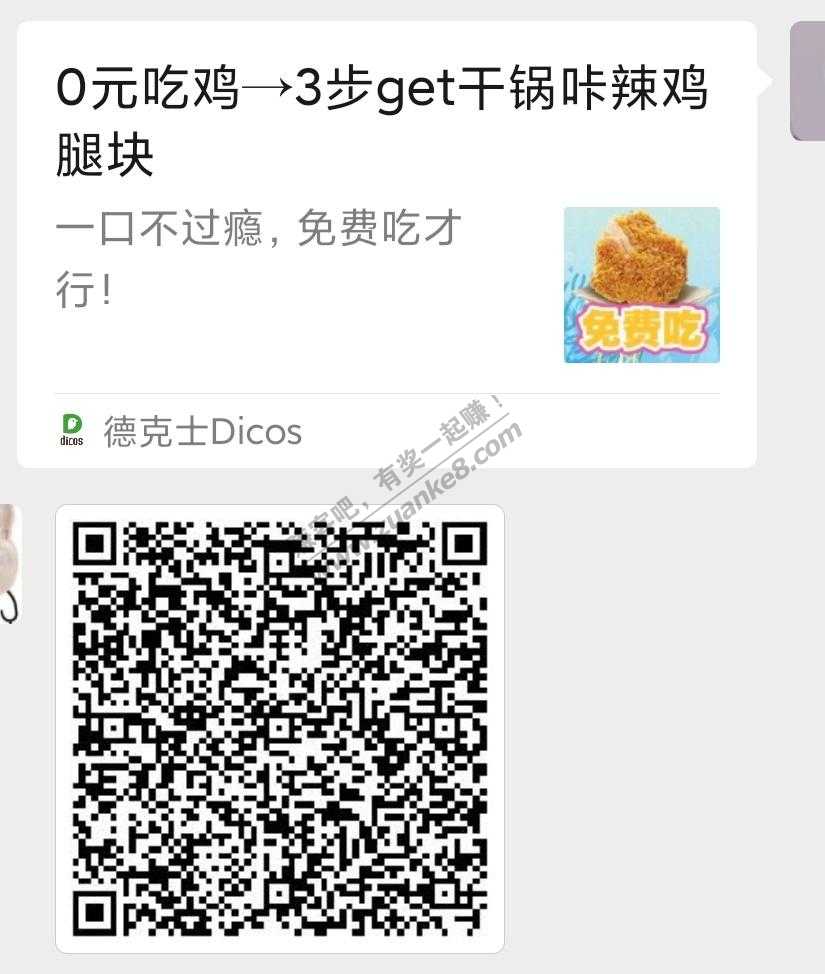 0元吃鸡→3步get干锅咔辣鸡
腿块
一口不过瘾，免费吃才
行！
免费吃
dicos 德克士Dicos
赚客吧，有奖一起赚！
www.zuanke8.com